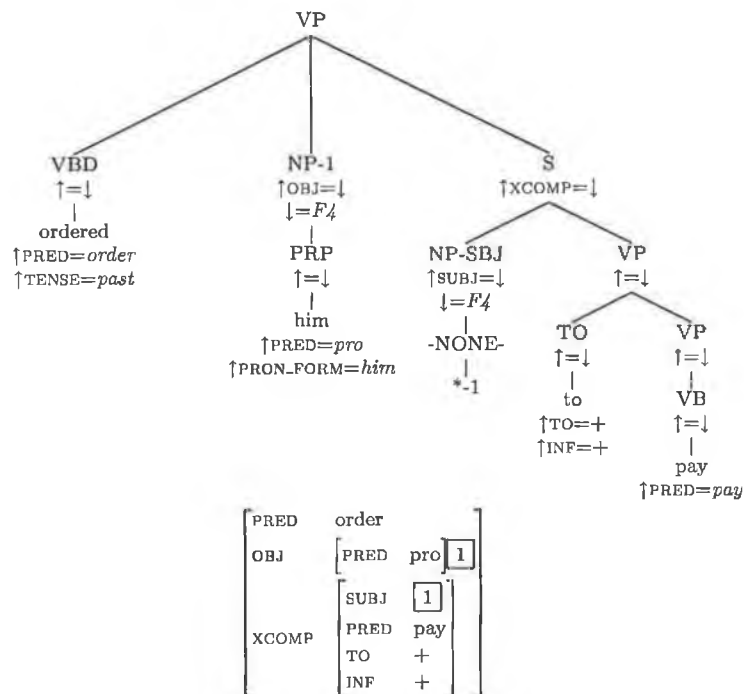 VP
VBD NP-1 S
↑=↓ ↑OBJ=↓ ↑XCOMP=↓
↓=F4
ordered PRP NP-SBJ VP
↑PRED=order ↑=↓ ↑SUBJ=↓ ↑=↓
↑TENSE=past ↓=F4
him -NONE- TO VP
↑PRED=pro ↑=↓ ↑=↓
↑PRON_FORM=him *-1 to VB
↑TO=+ ↑=↓
↑INF=+
pay
↑PRED=pay
PRED order
OBJ [PRED pro] 1
SUBJ 1
XCOMP PRED pay
TO +
INF +